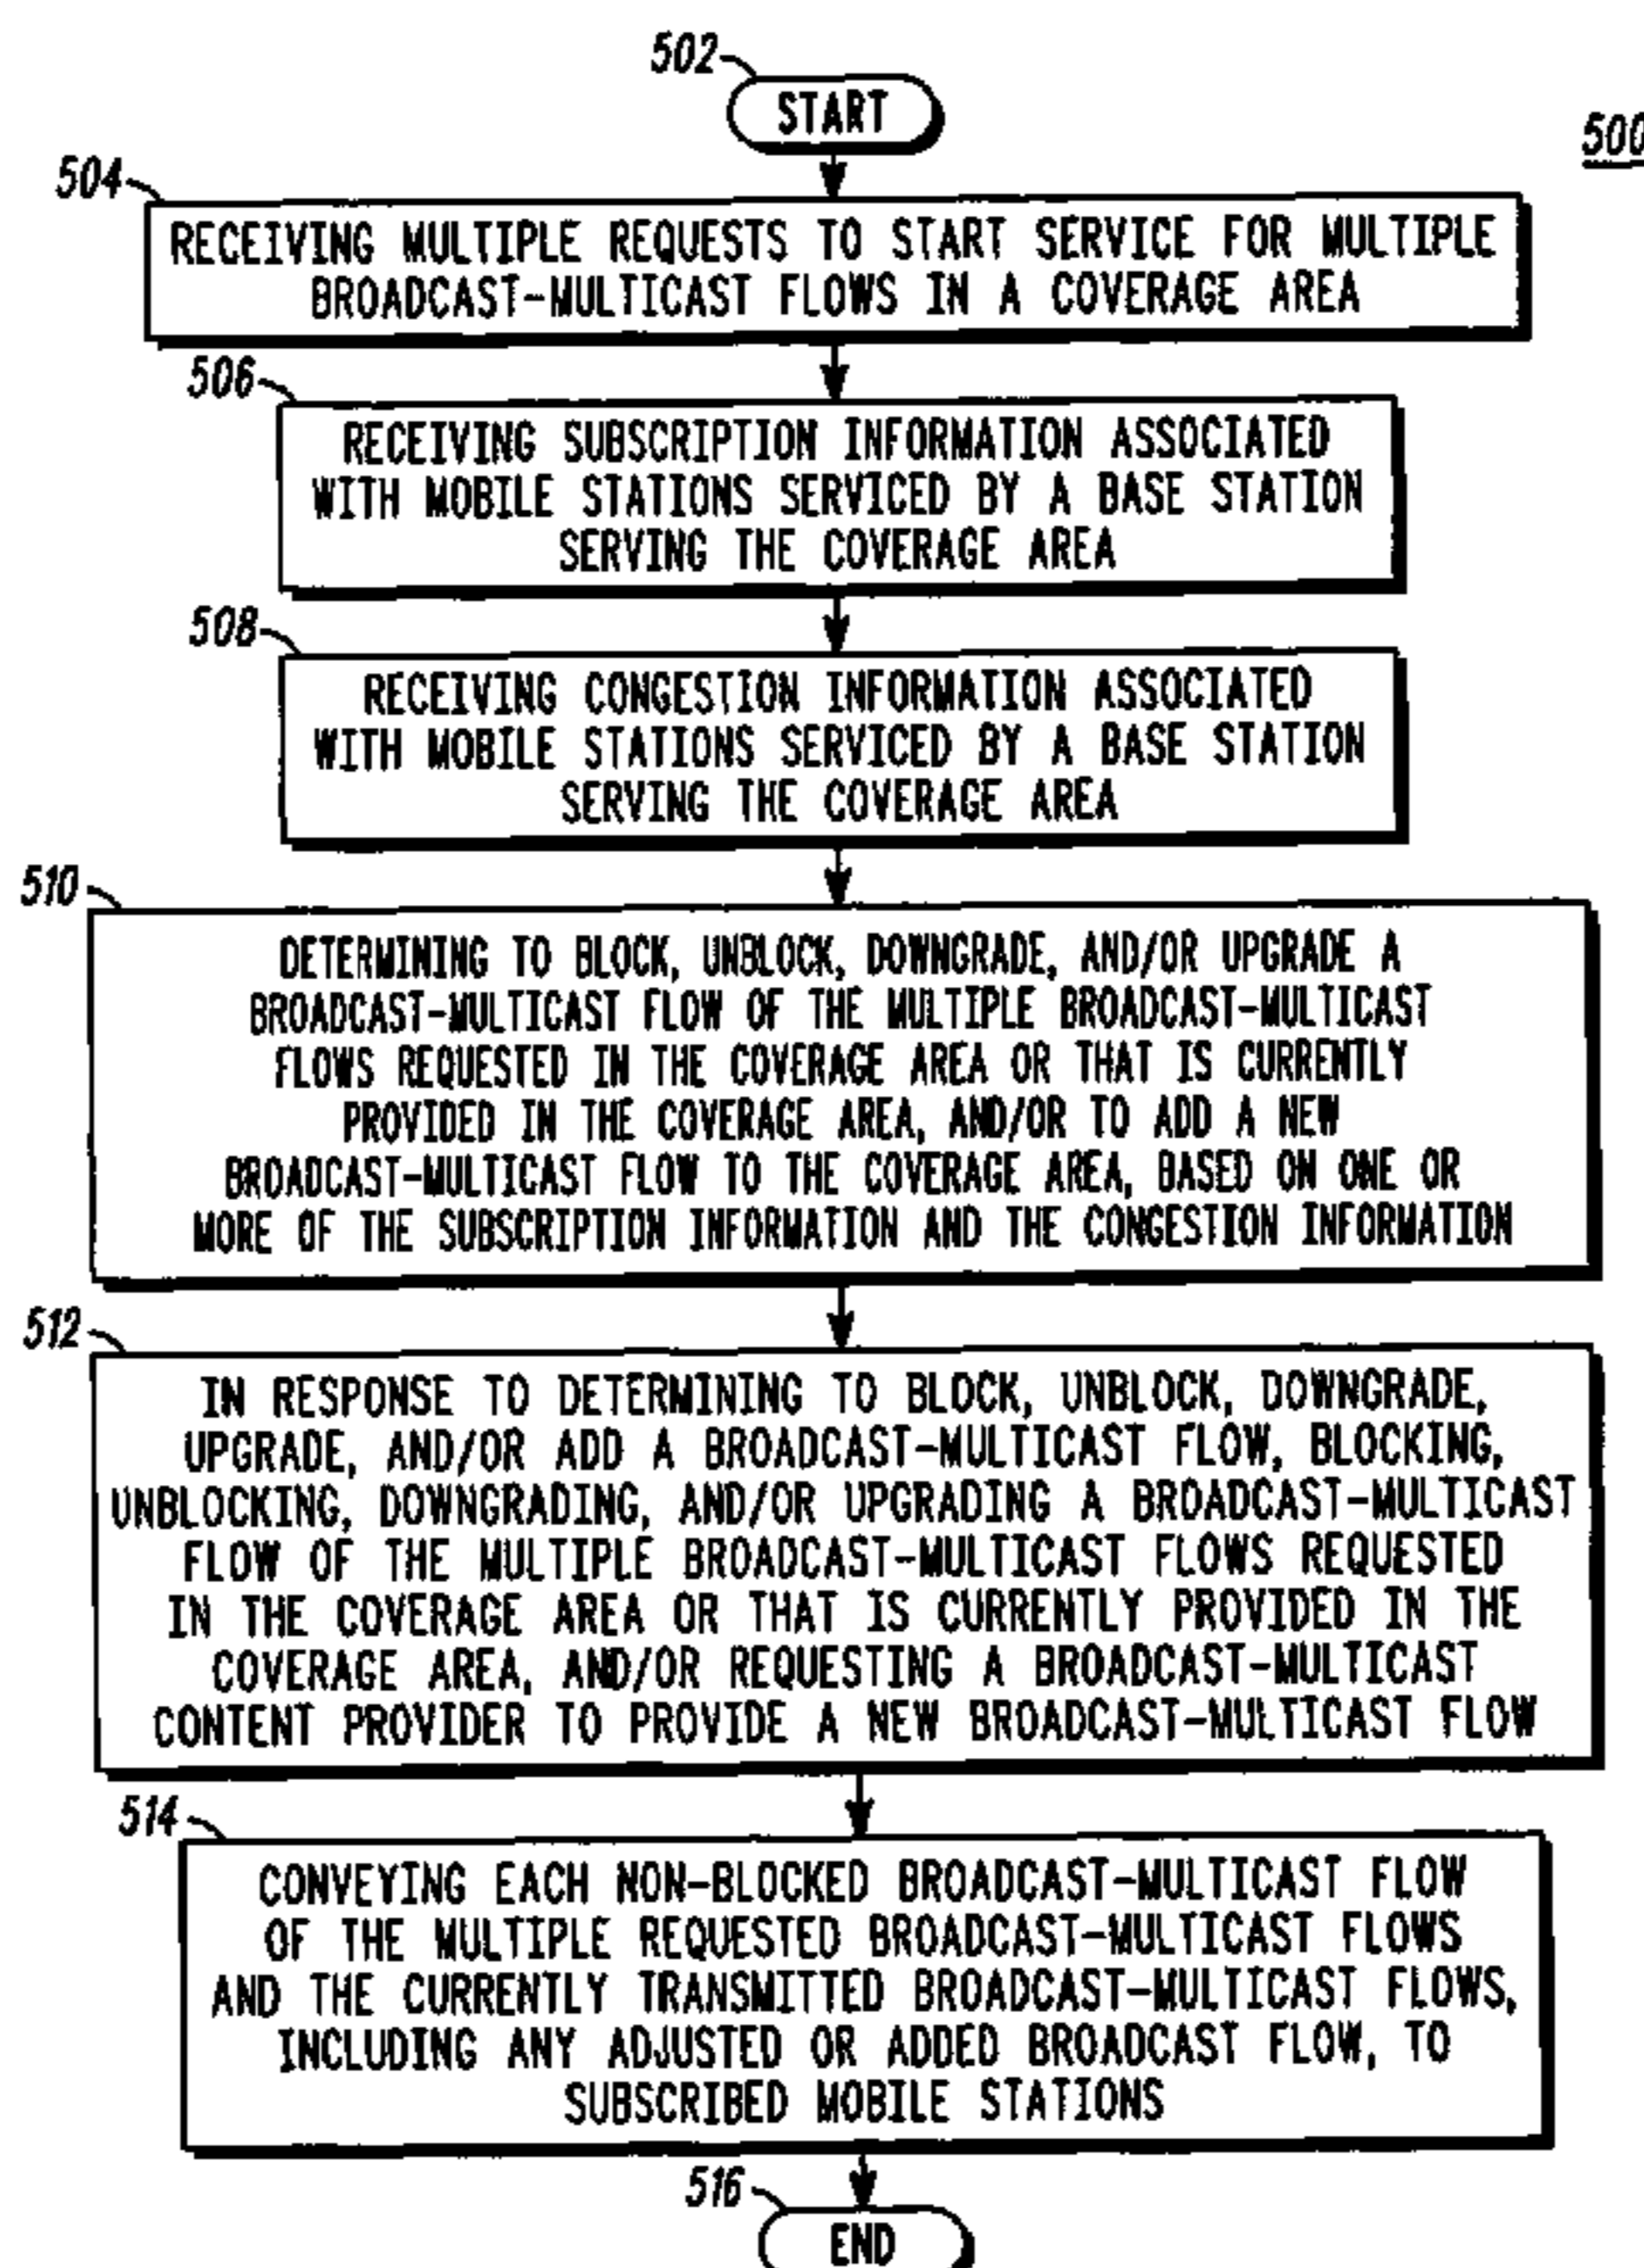 502
START
500
504
RECEIVING MULTIPLE REQUESTS TO START SERVICE FOR MULTIPLE
BROADCAST-MULTICAST FLOWS IN A COVERAGE AREA
506
RECEIVING SUBSCRIPTION INFORMATION ASSOCIATED
WITH MOBILE STATIONS SERVICED BY A BASE STATION
SERVING THE COVERAGE AREA
508
RECEIVING CONGESTION INFORMATION ASSOCIATED
WITH MOBILE STATIONS SERVICED BY A BASE STATION
SERVING THE COVERAGE AREA
510
DETERMINING TO BLOCK, UNBLOCK, DOWNGRADE, AND/OR UPGRADE A
BROADCAST-MULTICAST FLOW OF THE MULTIPLE BROADCAST-MULTICAST
FLOWS REQUESTED IN THE COVERAGE AREA OR THAT IS CURRENTLY
PROVIDED IN THE COVERAGE AREA, AND/OR TO ADD A NEW
BROADCAST-MULTICAST FLOW TO THE COVERAGE AREA, BASED ON ONE OR
MORE OF THE SUBSCRIPTION INFORMATION AND THE CONGESTION INFORMATION
512
IN RESPONSE TO DETERMINING TO BLOCK, UNBLOCK, DOWNGRADE,
UPGRADE, AND/OR ADD A BROADCAST-MULTICAST FLOW, BLOCKING,
UNBLOCKING, DOWNGRADING, AND/OR UPGRADING A BROADCAST-MULTICAST
FLOW OF THE MULTIPLE BROADCAST-MULTICAST FLOWS REQUESTED
IN THE COVERAGE AREA OR THAT IS CURRENTLY PROVIDED IN THE
COVERAGE AREA, AND/OR REQUESTING A BROADCAST-MULTICAST
CONTENT PROVIDER TO PROVIDE A NEW BROADCAST-MULTICAST FLOW
514
CONVEYING EACH NON-BLOCKED BROADCAST-MULTICAST FLOW
OF THE MULTIPLE REQUESTED BROADCAST-MULTICAST FLOWS
AND THE CURRENTLY TRANSMITTED BROADCAST-MULTICAST FLOWS,
INCLUDING ANY ADJUSTED OR ADDED BROADCAST FLOW, TO
SUBSCRIBED MOBILE STATIONS
516
END